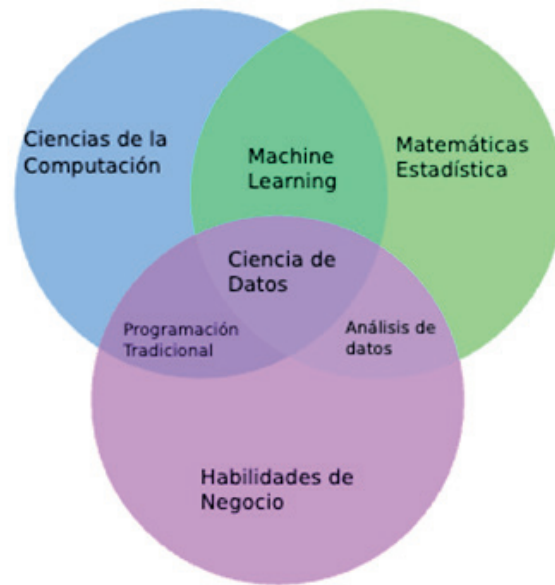 Ciencias de la
Computación
Machine
Learning
Matemáticas
Estadística
Ciencia de
Datos
Programación
Tradicional
Análisis de
datos
Habilidades de
Negocio